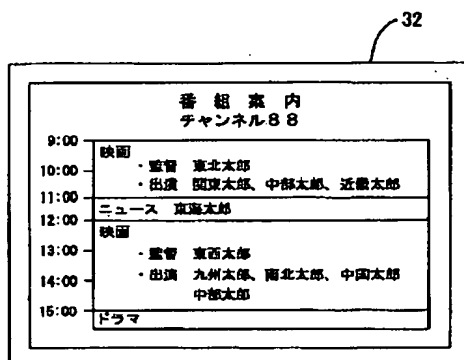 32
番組案内
チャンネル88
9:00
映画
10:00
・監督 東北太郎
・出演 関東太郎、中部太郎、近畿太郎
11:00
ニュース 東海太郎
12:00
映画
13:00
・監督 東西太郎
14:00
・出演 九州太郎、南北太郎、中国太郎
中部太郎
15:00
ドラマ